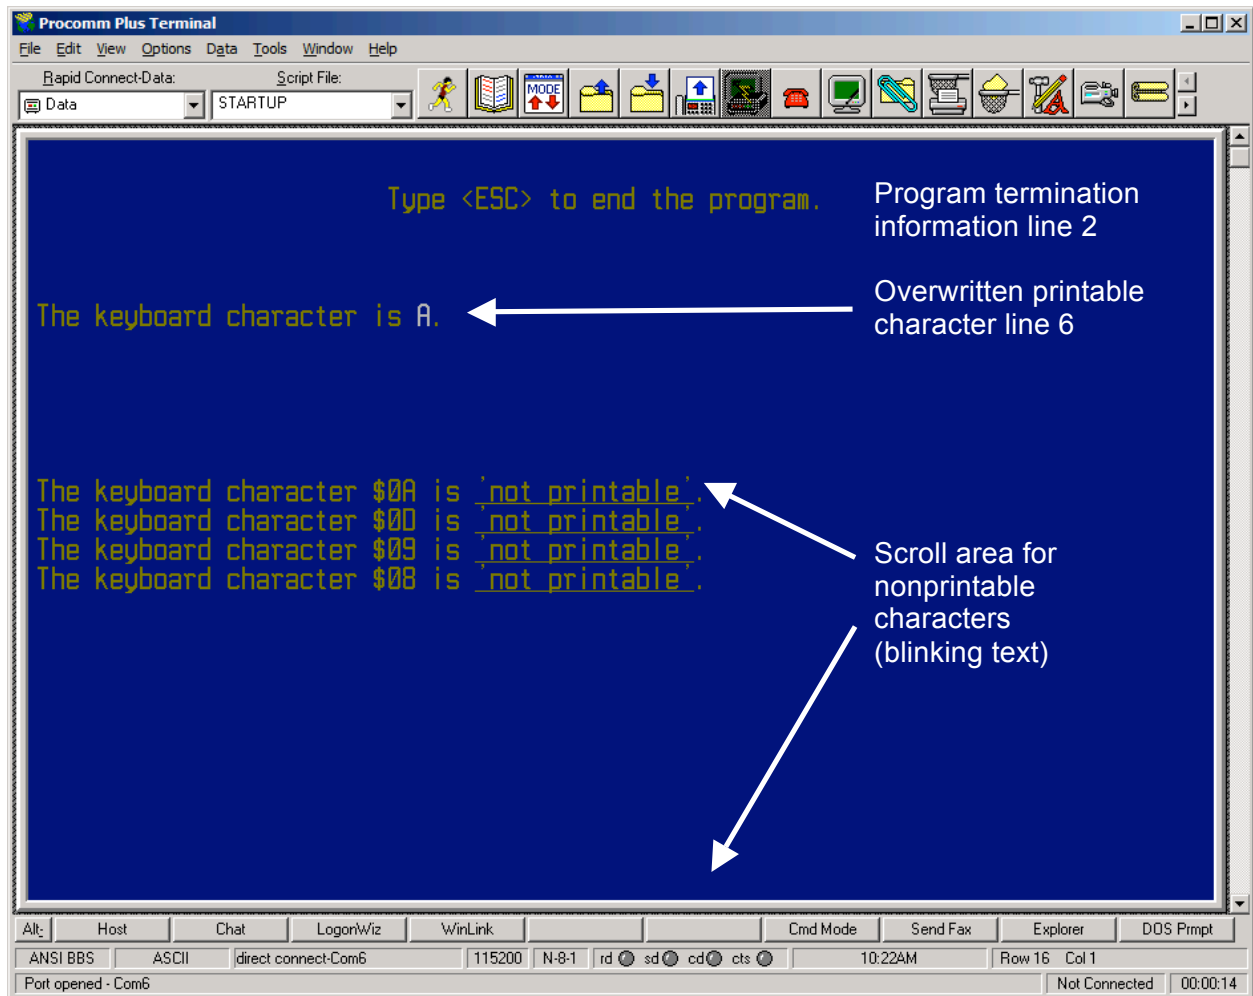 Procomm Plus Terminal
File Edit View Options Data Tools Window Help
Rapid Connect-Data: Script File:
Data STARTUP
MODE
Type <ESC> to end the program.
Program termination
information line 2
The keyboard character is A.
Overwritten printable
character line 6
The keyboard character $0A is 'not printable'.
The keyboard character $0D is 'not printable'.
The keyboard character $09 is 'not printable'.
The keyboard character $08 is 'not printable'.
Scroll area for
nonprintable
characters
(blinking text)
Alt- Host Chat LogonWiz WinLink Cmd Mode Send Fax Explorer DOS Prmpt
ANSI BBS ASCII direct connect-Com6 115200 N-8-1 rd sd cd cts 10:22AM Row 16 Col 1
Port opened - Com6 Not Connected 00:00:14